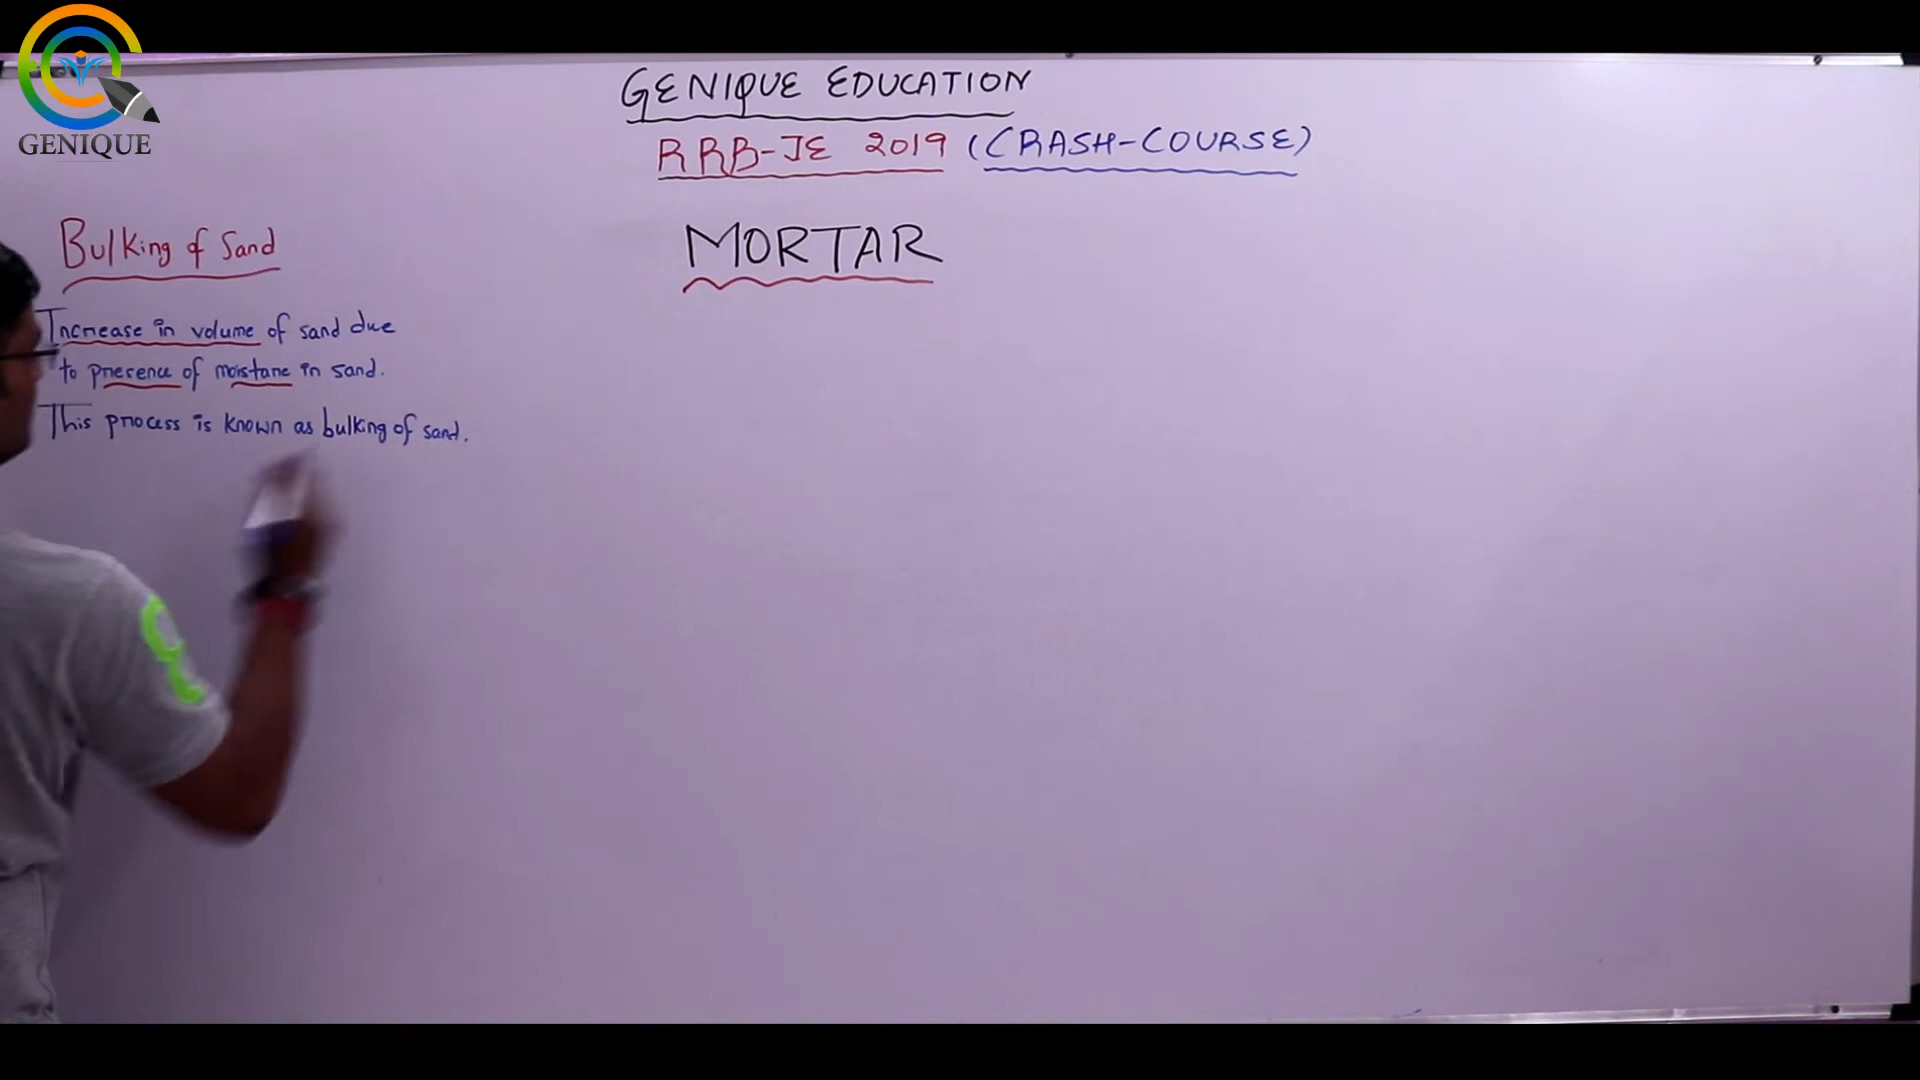 GENIQUE
GENIQUE EDUCATION
RRB-JE 2019 (CRASH-COURSE)
MORTAR
Bulking of Sand
Increase in volume of sand due
to presence of moisture in sand.
This process is known as bulking of sand.